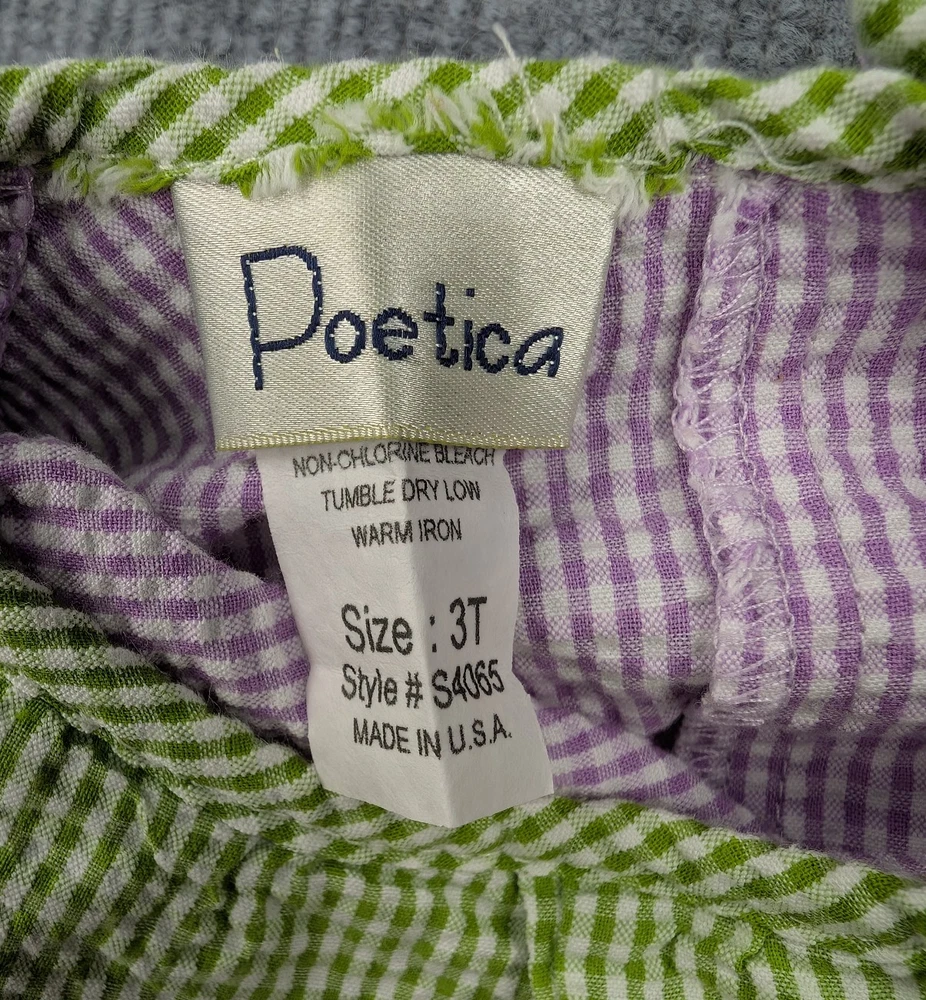 Poetica
NON-CHLORINE BLEACH
TUMBLE DRY LOW
WARM IRON
Size : 3T
Style # S4065
MADE IN U.S.A.